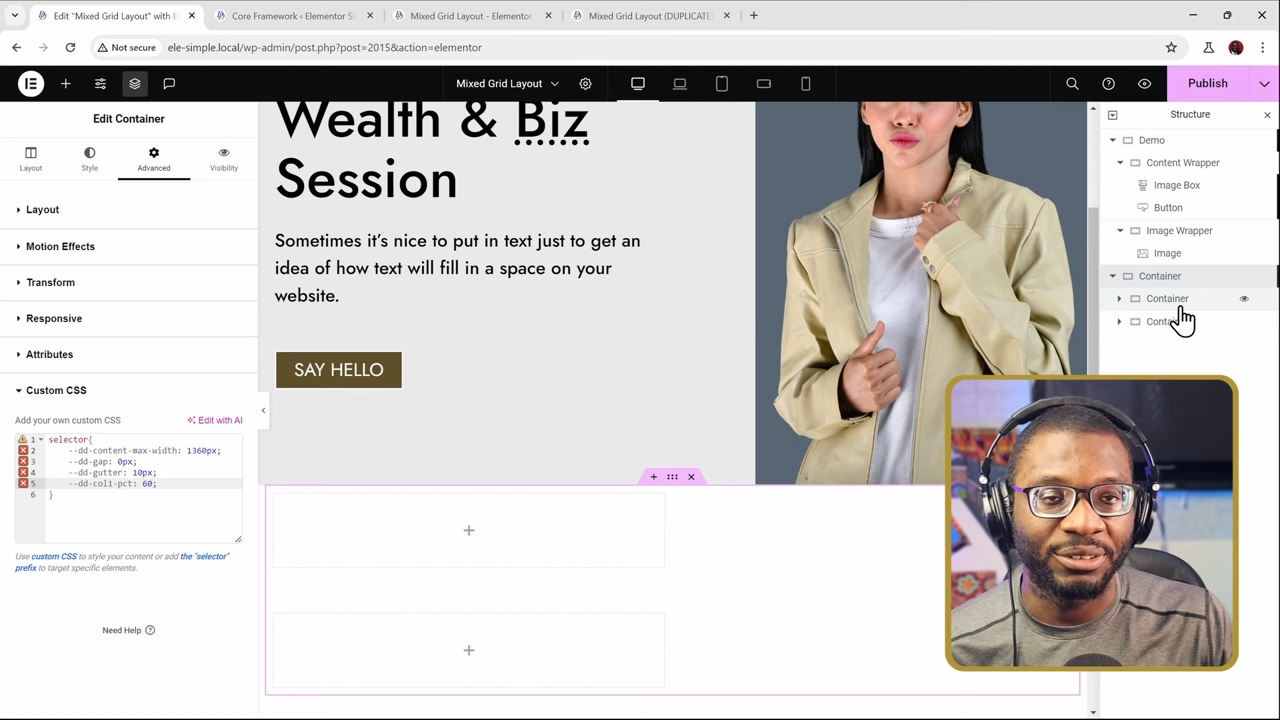 Edit "Mixed Grid Layout" with E
Core Framework ‹ Elementor Si
Mixed Grid Layout - Elementor
Mixed Grid Layout (DUPLICATE)
Not secure
ele-simple.local/wp-admin/post.php?post=2015&action=elementor
Mixed Grid Layout
Publish
Edit Container
Layout
Style
Advanced
Visibility
Layout
Motion Effects
Transform
Responsive
Attributes
Custom CSS
Add your own custom CSS
Edit with AI
1 selector{
2 --dd-content-max-width: 1360px;
3 --dd-gap: 0px;
4 --dd-gutter: 10px;
5 --dd-col1-pct: 60;
6 }
Use custom CSS to style your content or add the "selector"
prefix to target specific elements.
Need Help
Wealth & Biz
Session
Sometimes it's nice to put in text just to get an
idea of how text will fill in a space on your
website.
SAY HELLO
Structure
Demo
Content Wrapper
Image Box
Button
Image Wrapper
Image
Container
Container